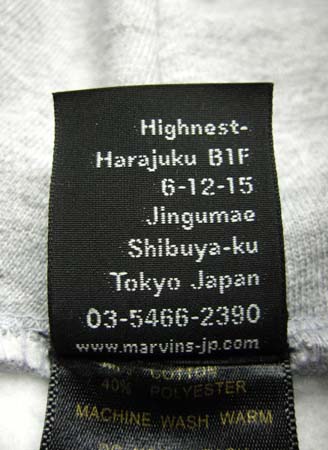 Highnest-
Harajuku B1F
6-12-15
Jingumae
Shibuya-ku
Tokyo Japan
03-5466-2390
www.marvins-jp.com
COTTON
40% POLYESTER
MACHINE WASH WARM